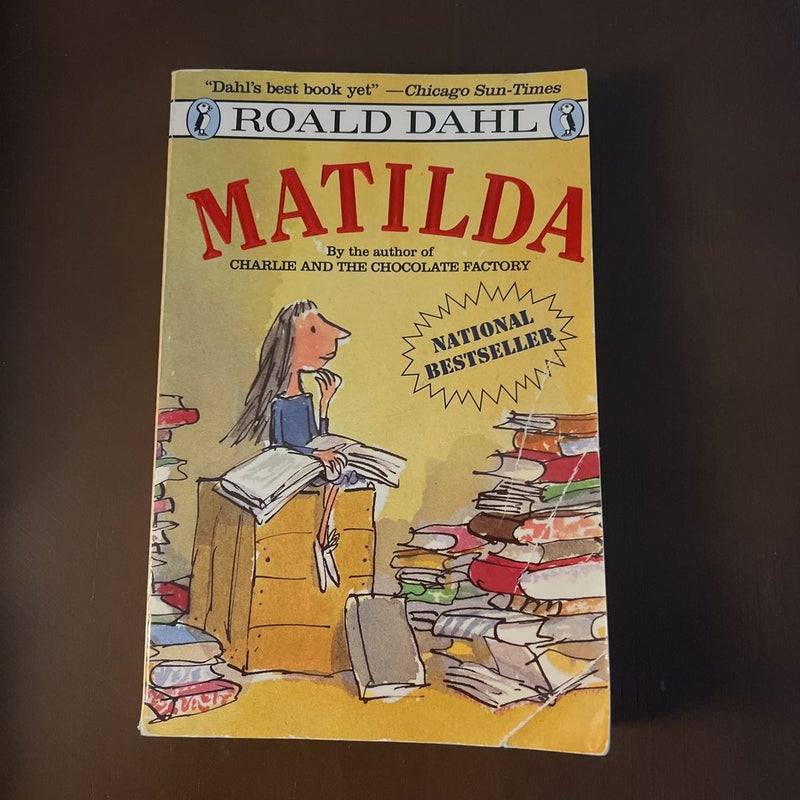 “Dahl’s best book yet” —Chicago Sun-Times
ROALD DAHL
MATILDA
By the author of
CHARLIE AND THE CHOCOLATE FACTORY
NATIONAL
BESTSELLER